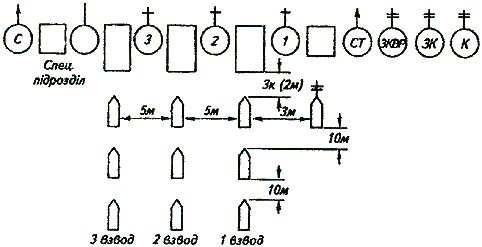 С 3 2 1 СТ ЗКВР ЗК К
Спец.
підрозділ
3к (2м)
5м 5м 3м
10м
10м
3 взвод 2 взвод 1 взвод